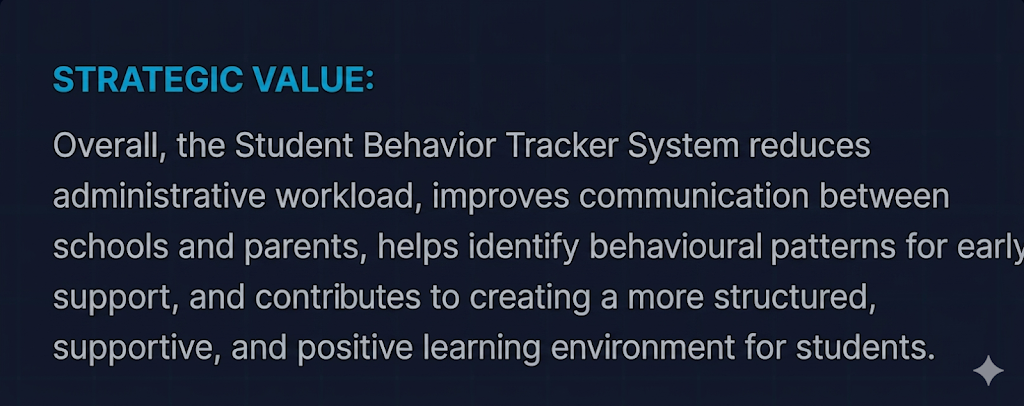 STRATEGIC VALUE:
Overall, the Student Behavior Tracker System reduces
administrative workload, improves communication between
schools and parents, helps identify behavioural patterns for early
support, and contributes to creating a more structured,
supportive, and positive learning environment for students.